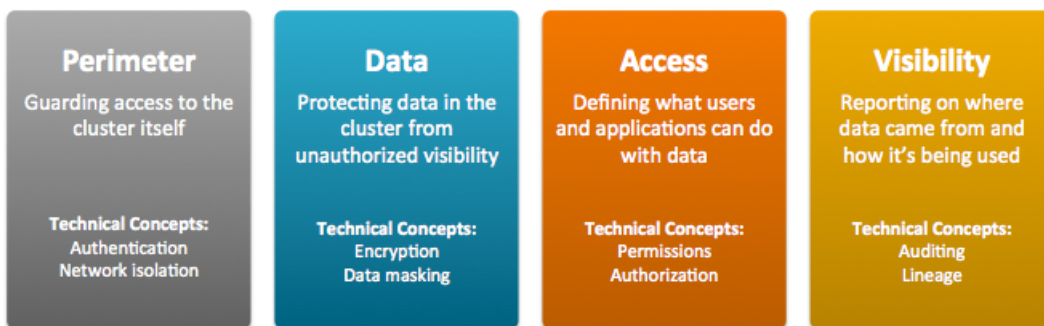 Perimeter
Guarding access to the
cluster itself
Technical Concepts:
Authentication
Network isolation
Data
Protecting data in the
cluster from
unauthorized visibility
Technical Concepts:
Encryption
Data masking
Access
Defining what users
and applications can do
with data
Technical Concepts:
Permissions
Authorization
Visibility
Reporting on where
data came from and
how it's being used
Technical Concepts:
Auditing
Lineage